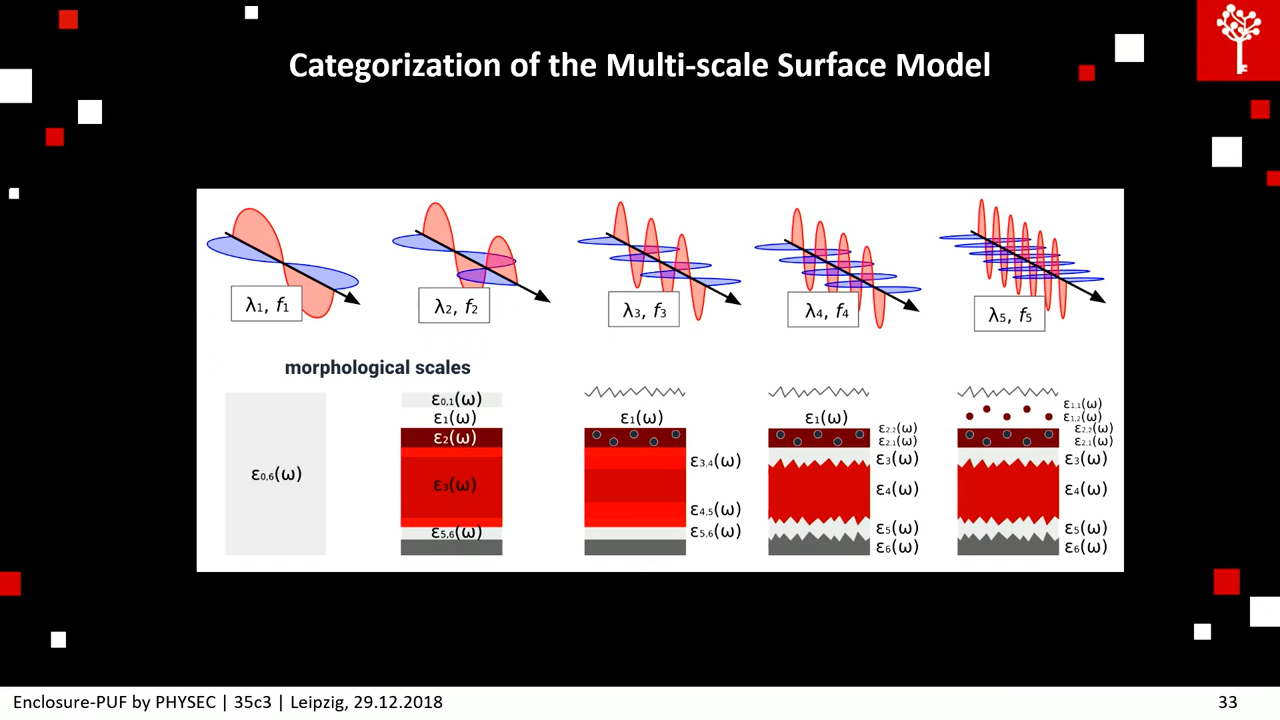 Categorization of the Multi-scale Surface Model
λ1, f1
λ2, f2
λ3, f3
λ4, f4
λ5, f5
morphological scales
ε0,6(ω)
ε0,1(ω)
ε1(ω)
ε2(ω)
ε3(ω)
ε5,6(ω)
ε1(ω)
ε3,4(ω)
ε4,5(ω)
ε5,6(ω)
ε1(ω)
ε2,2(ω)
ε2,1(ω)
ε3(ω)
ε4(ω)
ε5(ω)
ε6(ω)
ε1,1(ω)
ε1,2(ω)
ε2,2(ω)
ε2,1(ω)
ε3(ω)
ε4(ω)
ε5(ω)
ε6(ω)
Enclosure-PUF by PHYSEC | 35c3 | Leipzig, 29.12.2018
33